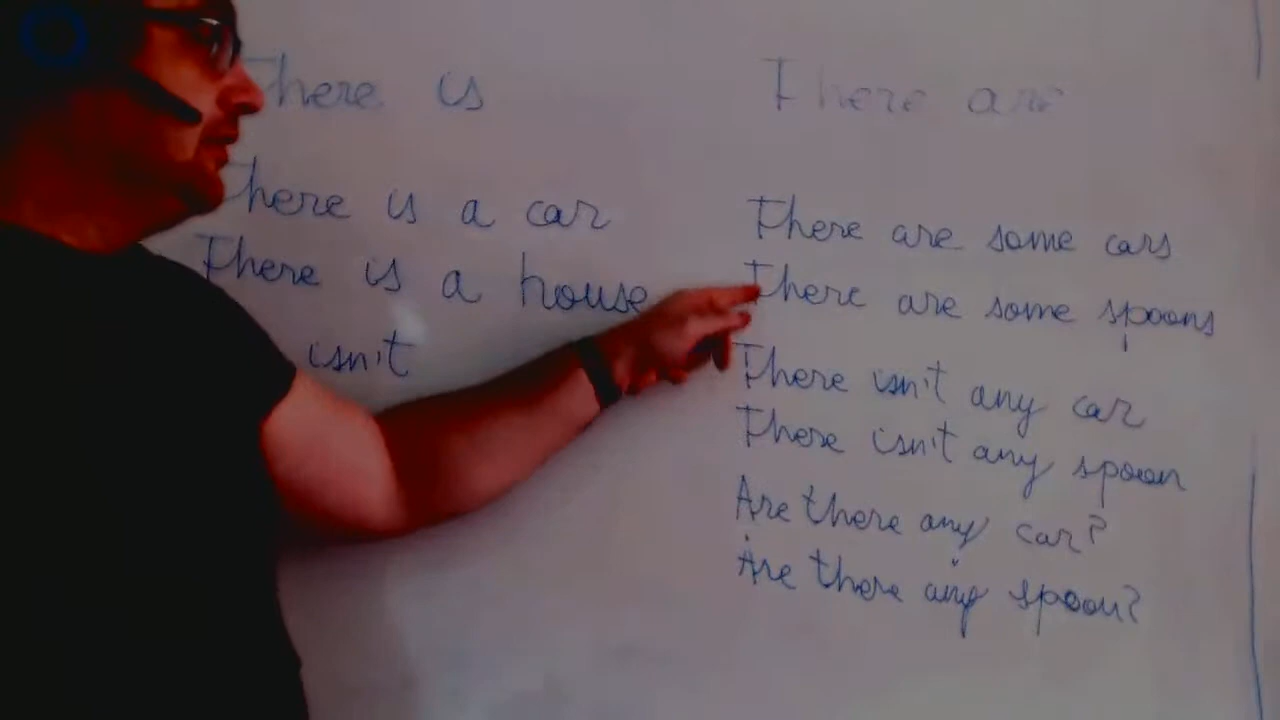 There is
There is a car
There is a house
isn't
There are
There are some cars
There are some spoons
There isn't any car
There isn't any spoon
Are there any car?
Are there any spoon?